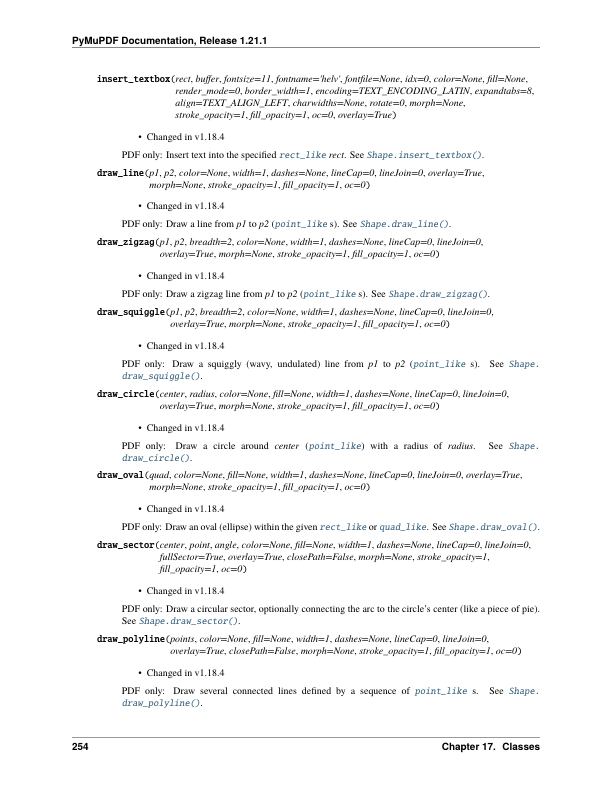 PyMuPDF Documentation, Release 1.21.1
insert_textbox(rect, buffer, fontsize=11, fontname='helv', fontfile=None, idx=0, color=None, fill=None,
render_mode=0, border_width=1, encoding=TEXT_ENCODING_LATIN, expandtabs=8,
align=TEXT_ALIGN_LEFT, charwidths=None, rotate=0, morph=None,
stroke_opacity=1, fill_opacity=1, oc=0, overlay=True)
• Changed in v1.18.4
PDF only: Insert text into the specified rect_like rect. See Shape.insert_textbox().
draw_line(p1, p2, color=None, width=1, dashes=None, lineCap=0, lineJoin=0, overlay=True,
morph=None, stroke_opacity=1, fill_opacity=1, oc=0)
• Changed in v1.18.4
PDF only: Draw a line from p1 to p2 (point_like s). See Shape.draw_line().
draw_zigzag(p1, p2, breadth=2, color=None, width=1, dashes=None, lineCap=0, lineJoin=0,
overlay=True, morph=None, stroke_opacity=1, fill_opacity=1, oc=0)
• Changed in v1.18.4
PDF only: Draw a zigzag line from p1 to p2 (point_like s). See Shape.draw_zigzag().
draw_squiggle(p1, p2, breadth=2, color=None, width=1, dashes=None, lineCap=0, lineJoin=0,
overlay=True, morph=None, stroke_opacity=1, fill_opacity=1, oc=0)
• Changed in v1.18.4
PDF only: Draw a squiggly (wavy, undulated) line from p1 to p2 (point_like s). See Shape.
draw_squiggle().
draw_circle(center, radius, color=None, fill=None, width=1, dashes=None, lineCap=0, lineJoin=0,
overlay=True, morph=None, stroke_opacity=1, fill_opacity=1, oc=0)
• Changed in v1.18.4
PDF only: Draw a circle around center (point_like) with a radius of radius. See Shape.
draw_circle().
draw_oval(quad, color=None, fill=None, width=1, dashes=None, lineCap=0, lineJoin=0, overlay=True,
morph=None, stroke_opacity=1, fill_opacity=1, oc=0)
• Changed in v1.18.4
PDF only: Draw an oval (ellipse) within the given rect_like or quad_like. See Shape.draw_oval().
draw_sector(center, point, angle, color=None, fill=None, width=1, dashes=None, lineCap=0, lineJoin=0,
fullSector=True, overlay=True, closePath=False, morph=None, stroke_opacity=1,
fill_opacity=1, oc=0)
• Changed in v1.18.4
PDF only: Draw a circular sector, optionally connecting the arc to the circle's center (like a piece of pie).
See Shape.draw_sector().
draw_polyline(points, color=None, fill=None, width=1, dashes=None, lineCap=0, lineJoin=0,
overlay=True, closePath=False, morph=None, stroke_opacity=1, fill_opacity=1, oc=0)
• Changed in v1.18.4
PDF only: Draw several connected lines defined by a sequence of point_like s. See Shape.
draw_polyline().
254 Chapter 17. Classes